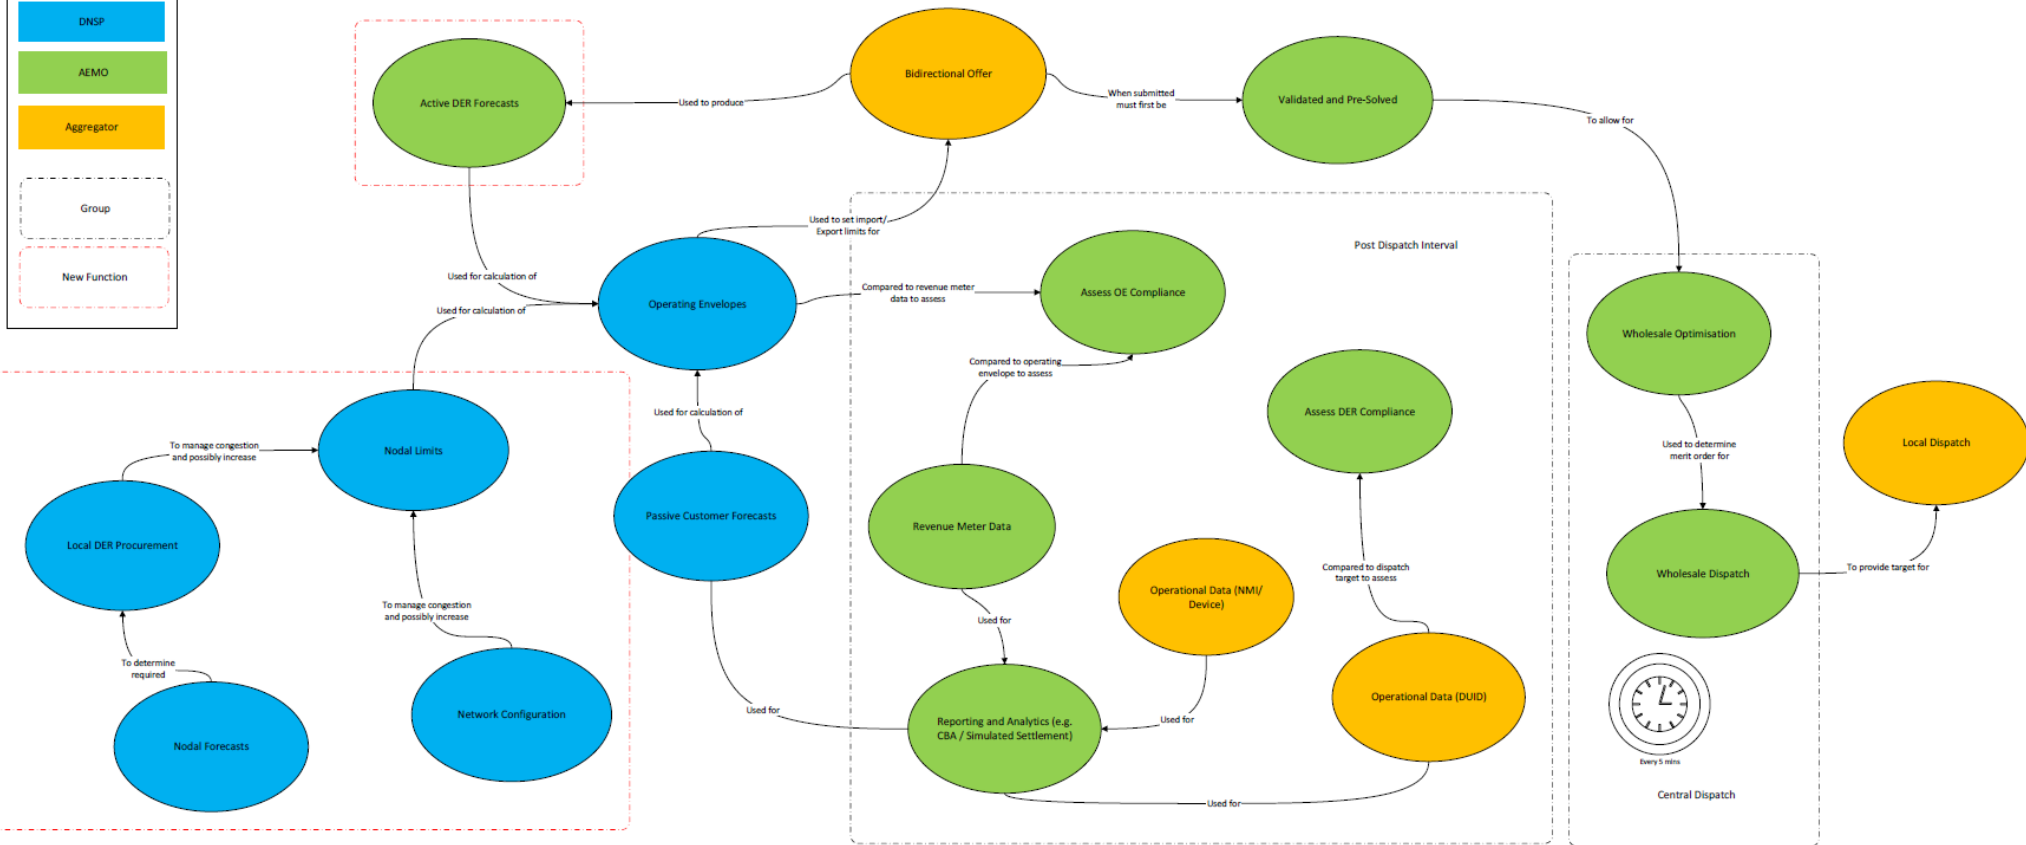 DNSP
AEMO
Aggregator
Group
New Function
Active DER Forecasts
Used to produce
Bidirectional Offer
When submitted
must first be
Validated and Pre-Solved
To allow for
Used to set import/
Export limits for
Post Dispatch Interval
Used for calculation of
Used for calculation of
Operating Envelopes
Compared to revenue meter
data to assess
Assess OE Compliance
Wholesale Optimisation
Compared to operating
envelope to assess
Used for calculation of
Assess DER Compliance
Used to determine
merit order for
Local Dispatch
To manage congestion
and possibly increase
Nodal Limits
Local DER Procurement
Passive Customer Forecasts
Revenue Meter Data
Compared to dispatch
target to assess
Wholesale Dispatch
To provide target for
To manage congestion
and possibly increase
Operational Data (NMI/
Device)
Used for
To determine
required
Nodal Forecasts
Network Configuration
Used for
Reporting and Analytics (e.g.
CBA / Simulated Settlement)
Used for
Operational Data (DUID)
Every 5 mins
Used for
Central Dispatch